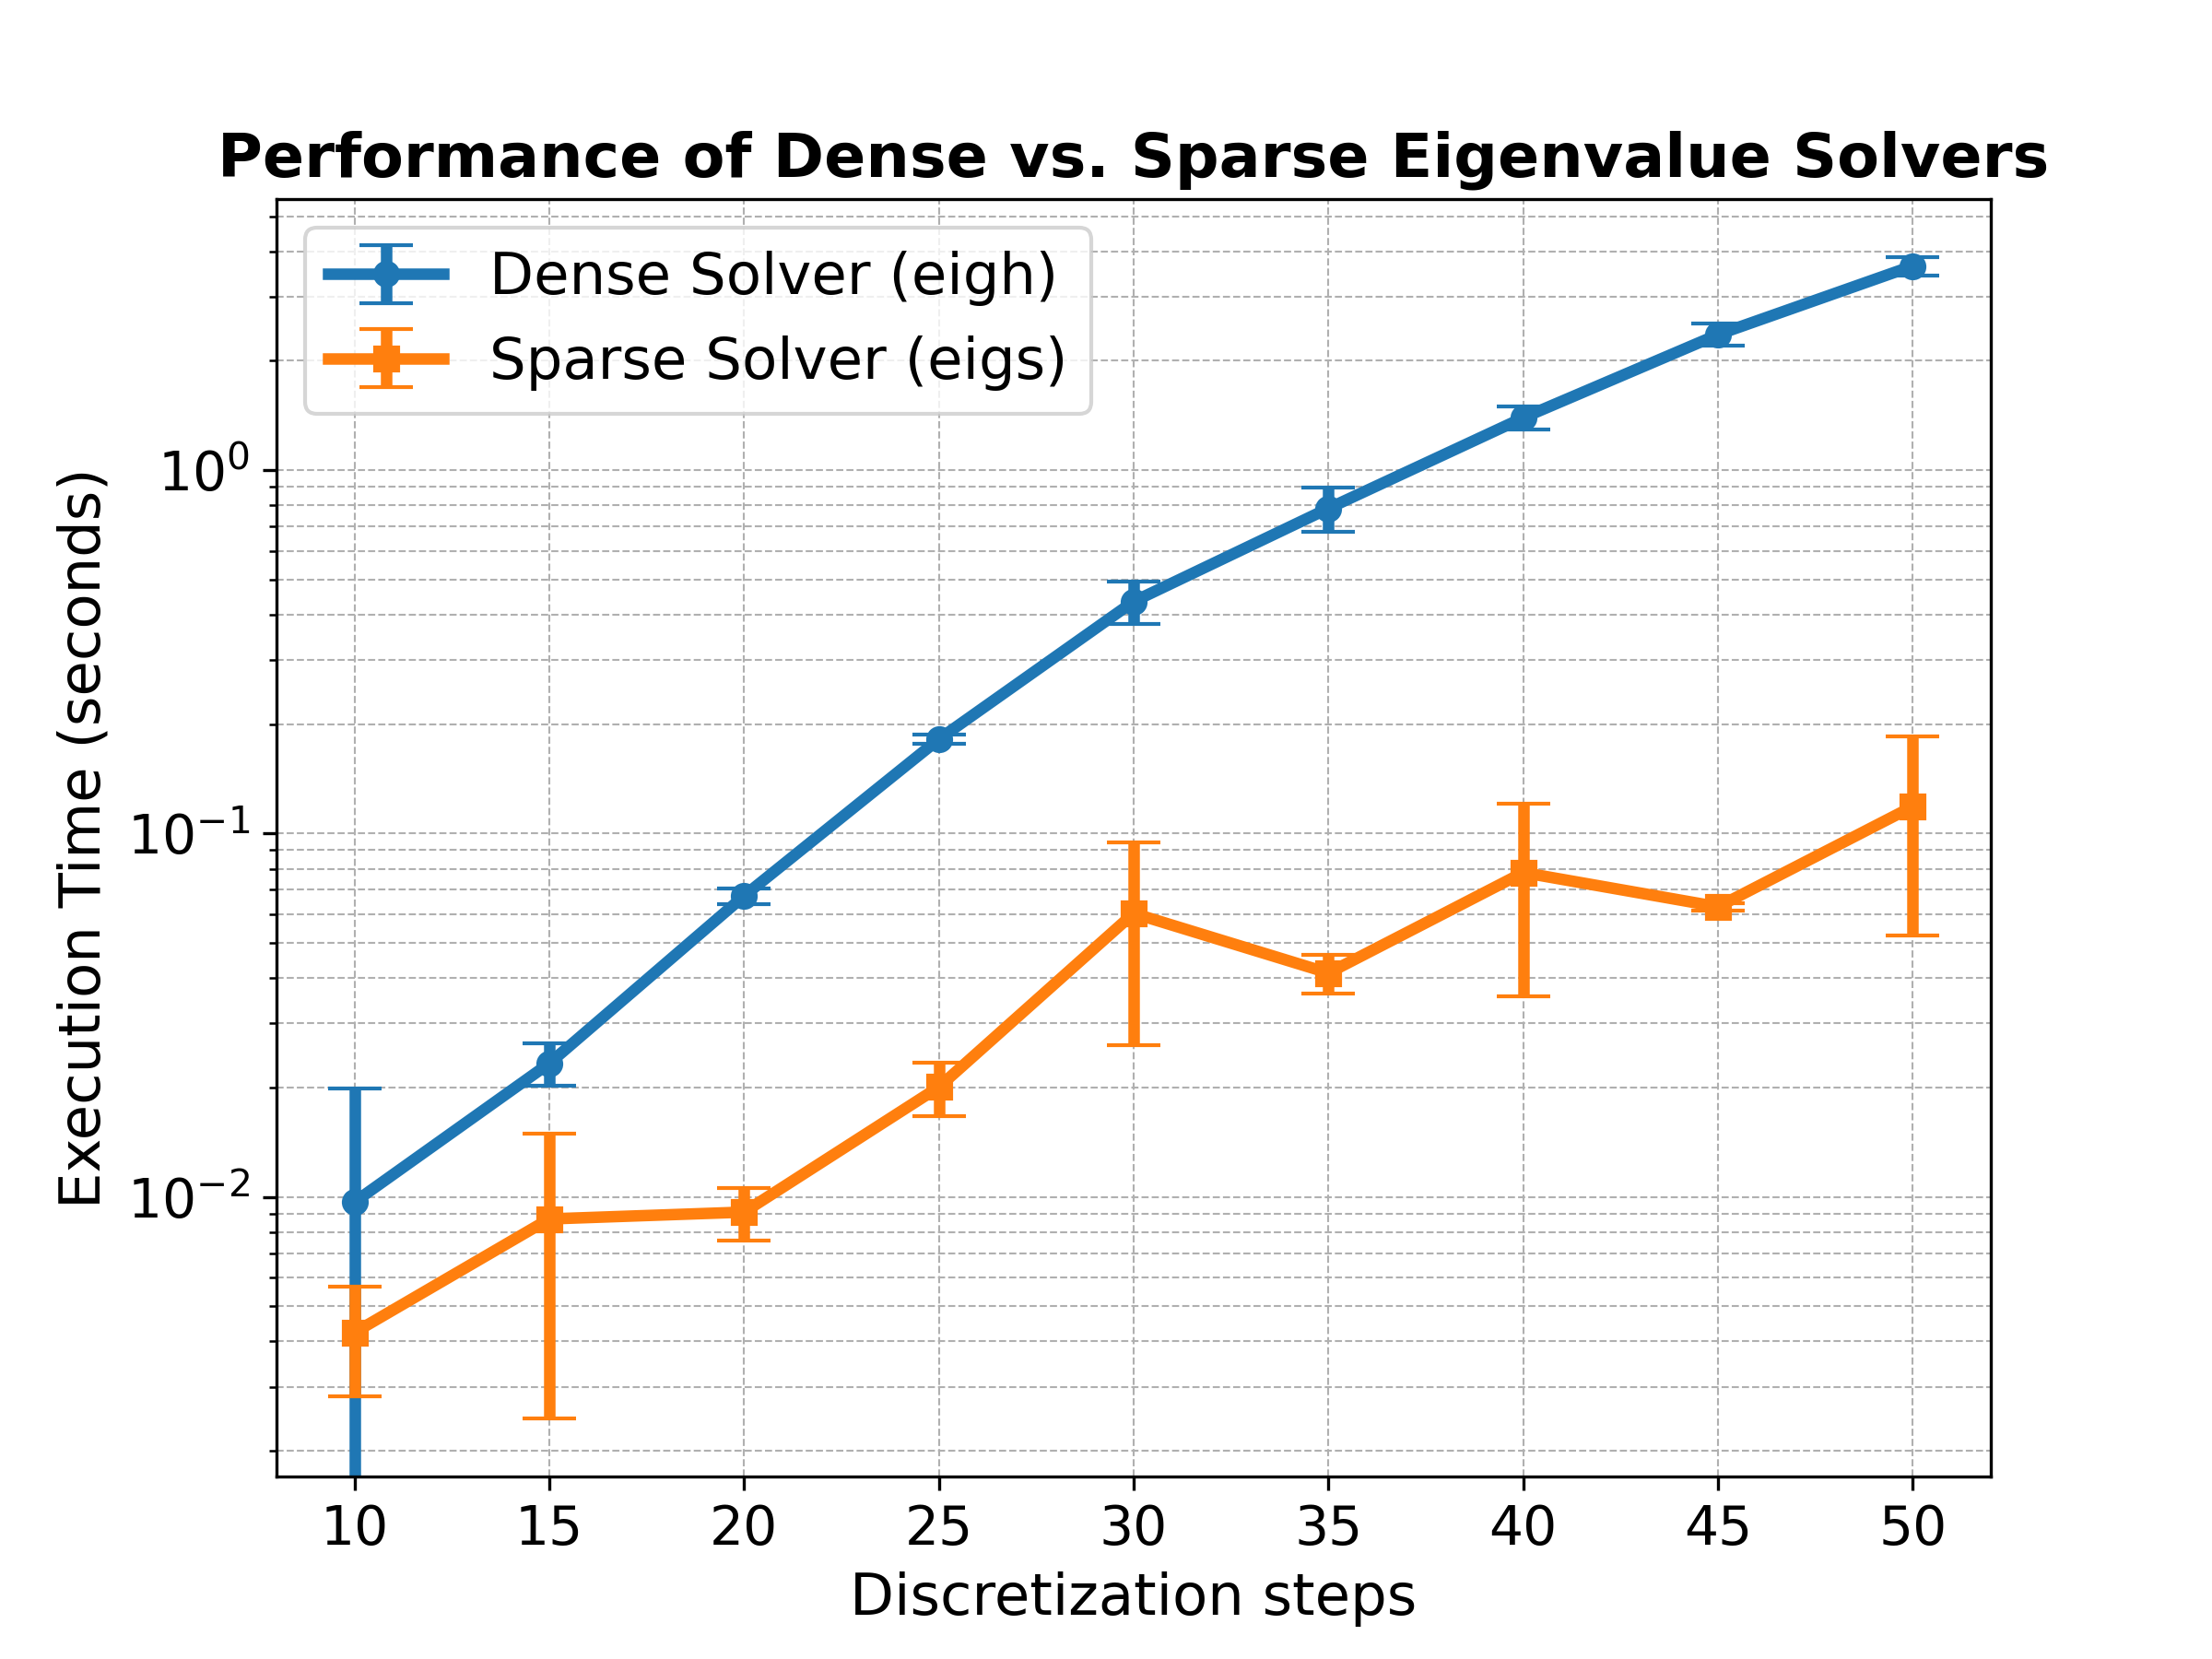 Performance of Dense vs. Sparse Eigenvalue Solvers
Dense Solver (eigh)
Sparse Solver (eigs)
Execution Time (seconds)
10⁰
10⁻¹
10⁻²
10 15 20 25 30 35 40 45 50
Discretization steps